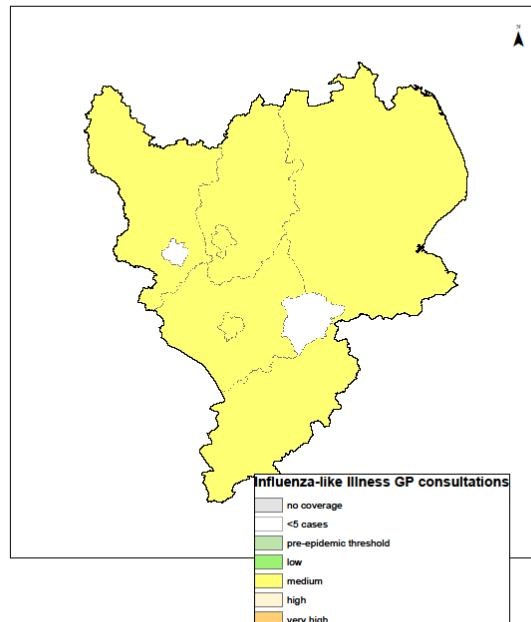 N
Influenza-like Illness GP consultations
no coverage
<5 cases
pre-epidemic threshold
low
medium
high
very high